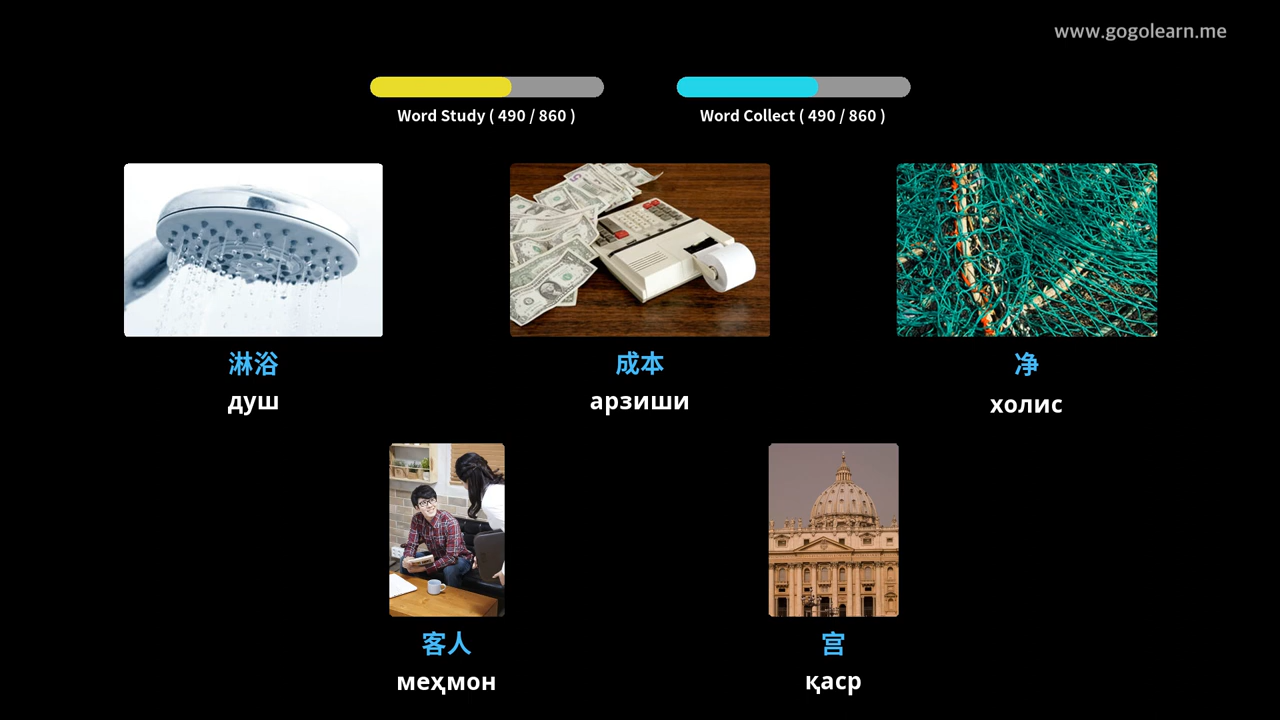 www.gogolearn.me
Word Study ( 490 / 860 )
Word Collect ( 490 / 860 )
淋浴
душ
成本
арзиши
净
холис
客人
меҳмон
宫
қаср